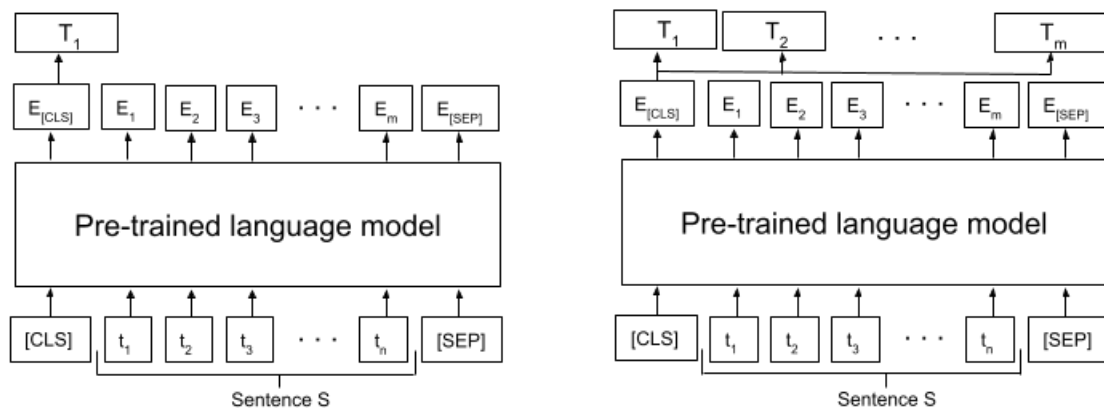 T1
E[CLS] E1 E2 E3 . . . Em E[SEP]
Pre-trained language model
[CLS] t1 t2 t3 . . . tn [SEP]
Sentence S
T1 T2 . . . Tm
E[CLS] E1 E2 E3 . . . Em E[SEP]
Pre-trained language model
[CLS] t1 t2 t3 . . . tn [SEP]
Sentence S